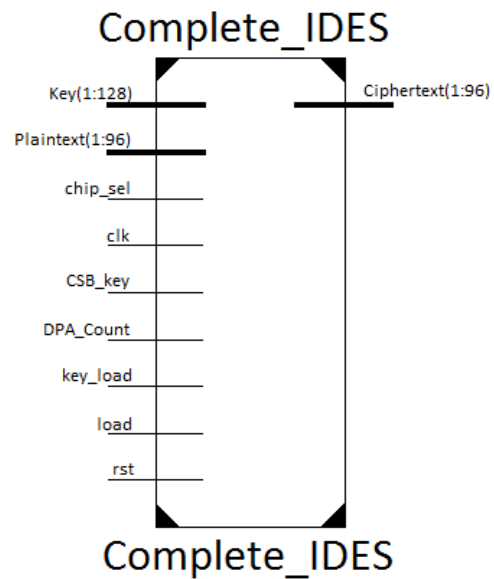 Complete_IDES
Key(1:128)
Ciphertext(1:96)
Plaintext(1:96)
chip_sel
clk
CSB_key
DPA_Count
key_load
load
rst
Complete_IDES